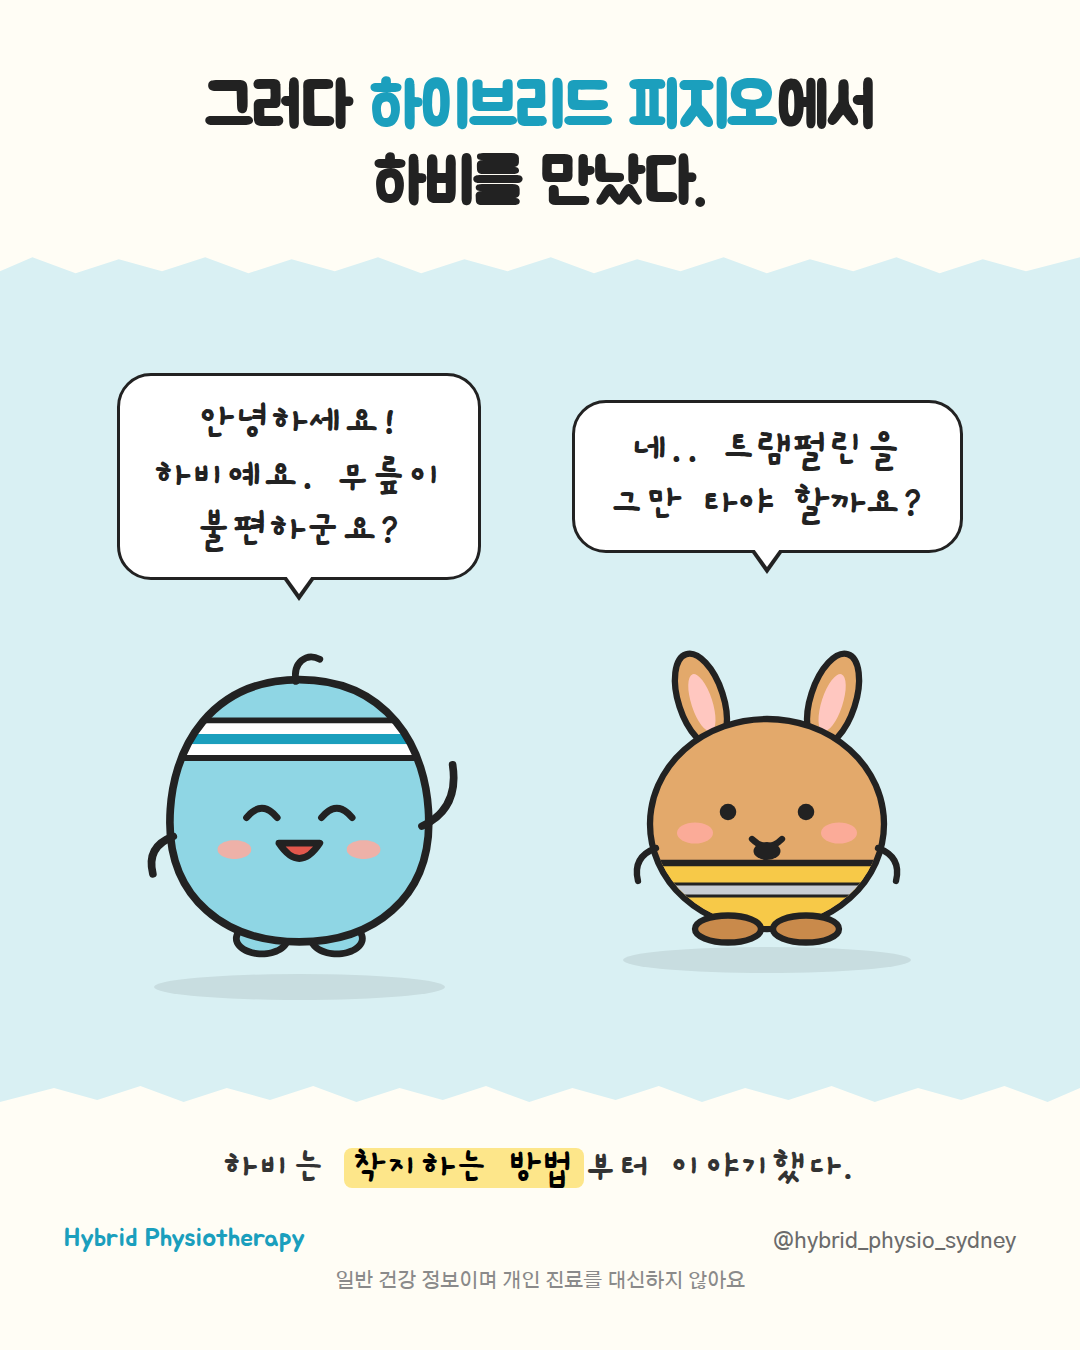 그러다 하이브리드 피지오에서
하비를 만났다.
안녕하세요!
하비예요. 무릎이
불편하군요?
네.. 트램펄린을
그만 타야 할까요?
하비는 착지하는 방법부터 이야기했다.
Hybrid Physiotherapy
@hybrid_physio_sydney
일반 건강 정보이며 개인 진료를 대신하지 않아요